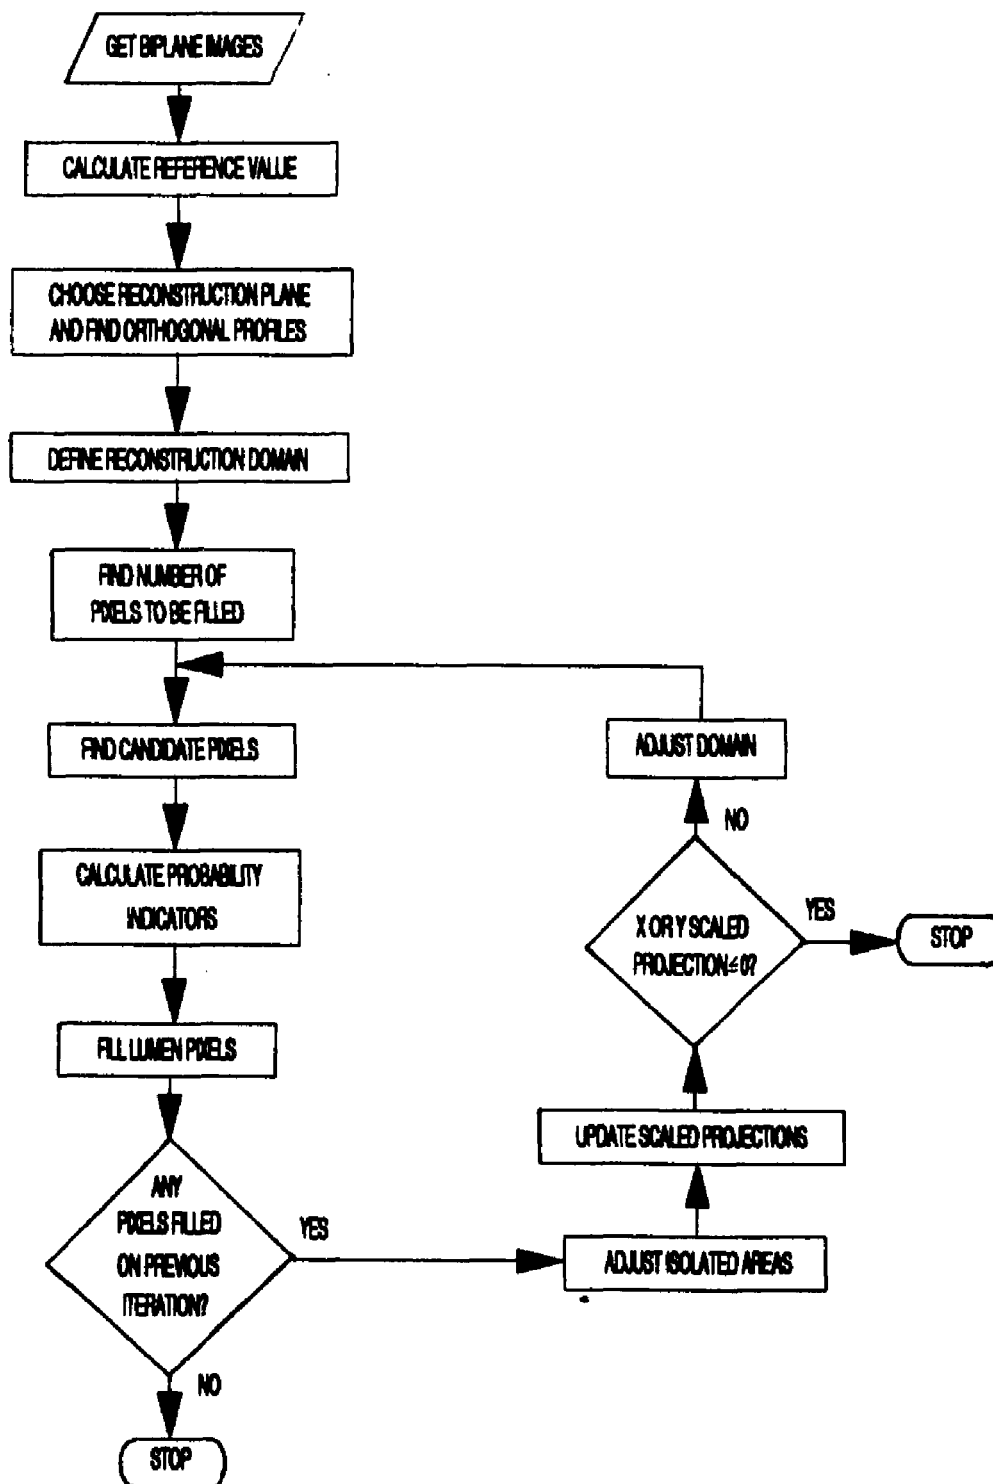 GET BIPLANE IMAGES
CALCULATE REFERENCE VALUE
CHOOSE RECONSTRUCTION PLANE
AND FIND ORTHOGONAL PROFILES
DEFINE RECONSTRUCTION DOMAIN
FIND NUMBER OF
PIXELS TO BE FILLED
FIND CANDIDATE PIXELS
CALCULATE PROBABILITY
INDICATORS
FILL LUMEN PIXELS
ANY
PIXELS FILLED
ON PREVIOUS
ITERATION?
YES
NO
STOP
ADJUST ISOLATED AREAS
UPDATE SCALED PROJECTIONS
X OR Y SCALED
PROJECTION ≤ 0?
YES
STOP
NO
ADJUST DOMAIN